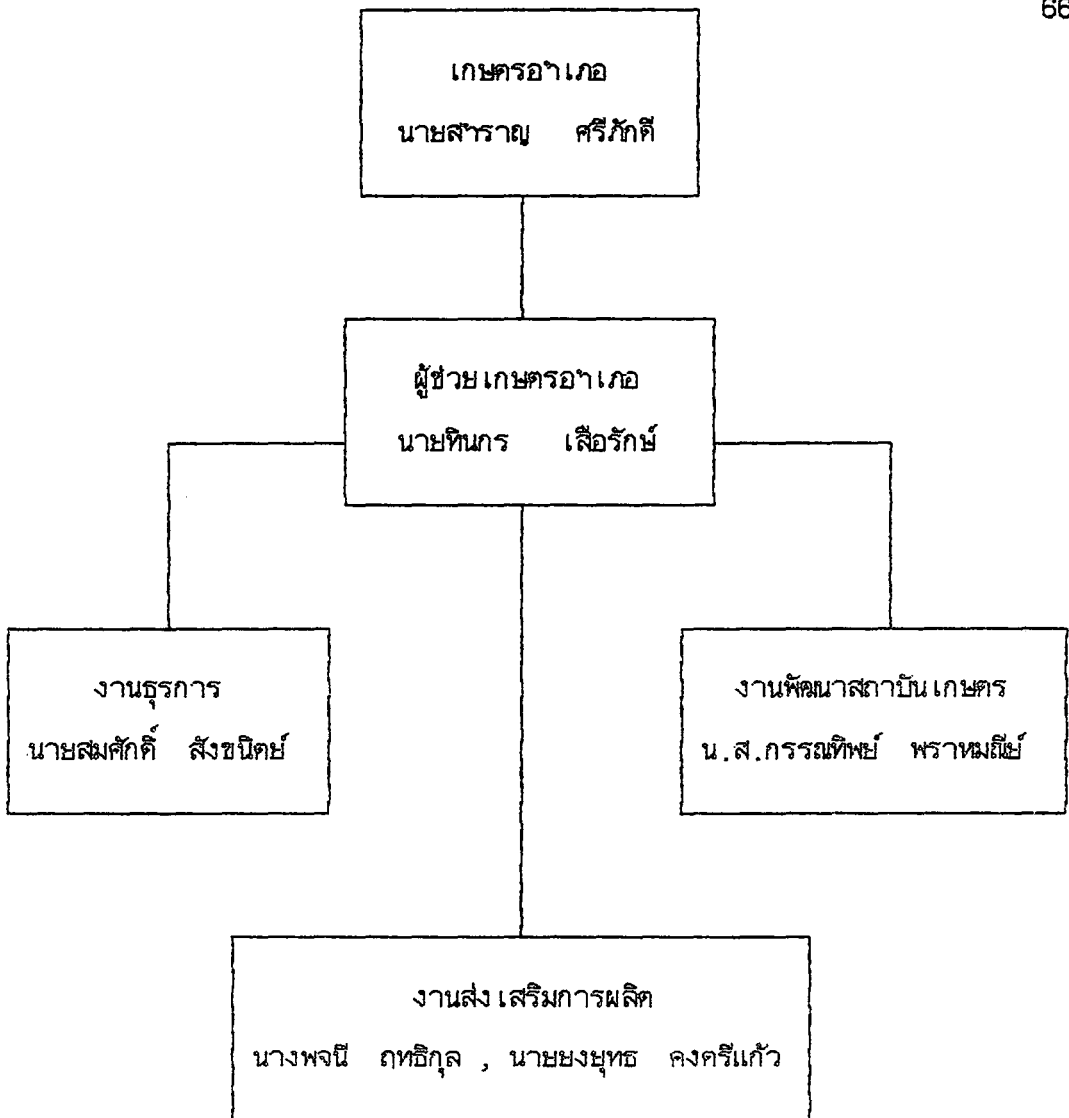 66
เกษตรอำเภอ
นายสำราญ ศรีภักดี
ผู้ช่วยเกษตรอำเภอ
นายทินกร เสือรักษ์
งานธุรการ
นายสมศักดิ์ สังขนิตย์
งานพัฒนาสถาบันเกษตร
น.ส.กรรณทิพย์ พราหมณีย์
งานส่งเสริมการผลิต
นางพจนี ฤทธิกุล , นายยงยุทธ คงตรีแก้ว